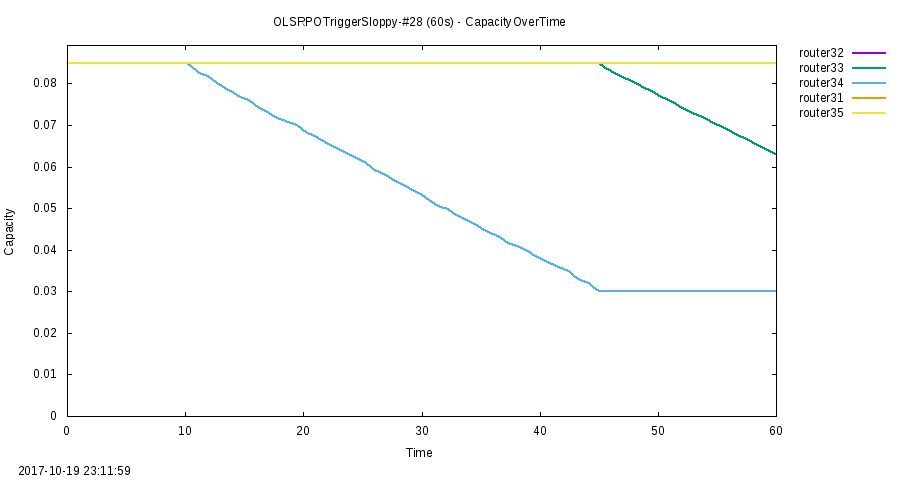 OLSRPOTriggerSloppy-#28 (60s) - CapacityOverTime
router32
router33
router34
router31
router35
0.08
0.07
0.06
0.05
0.04
0.03
0.02
0.01
0
Capacity
0 10 20 30 40 50 60
Time
2017-10-19 23:11:59